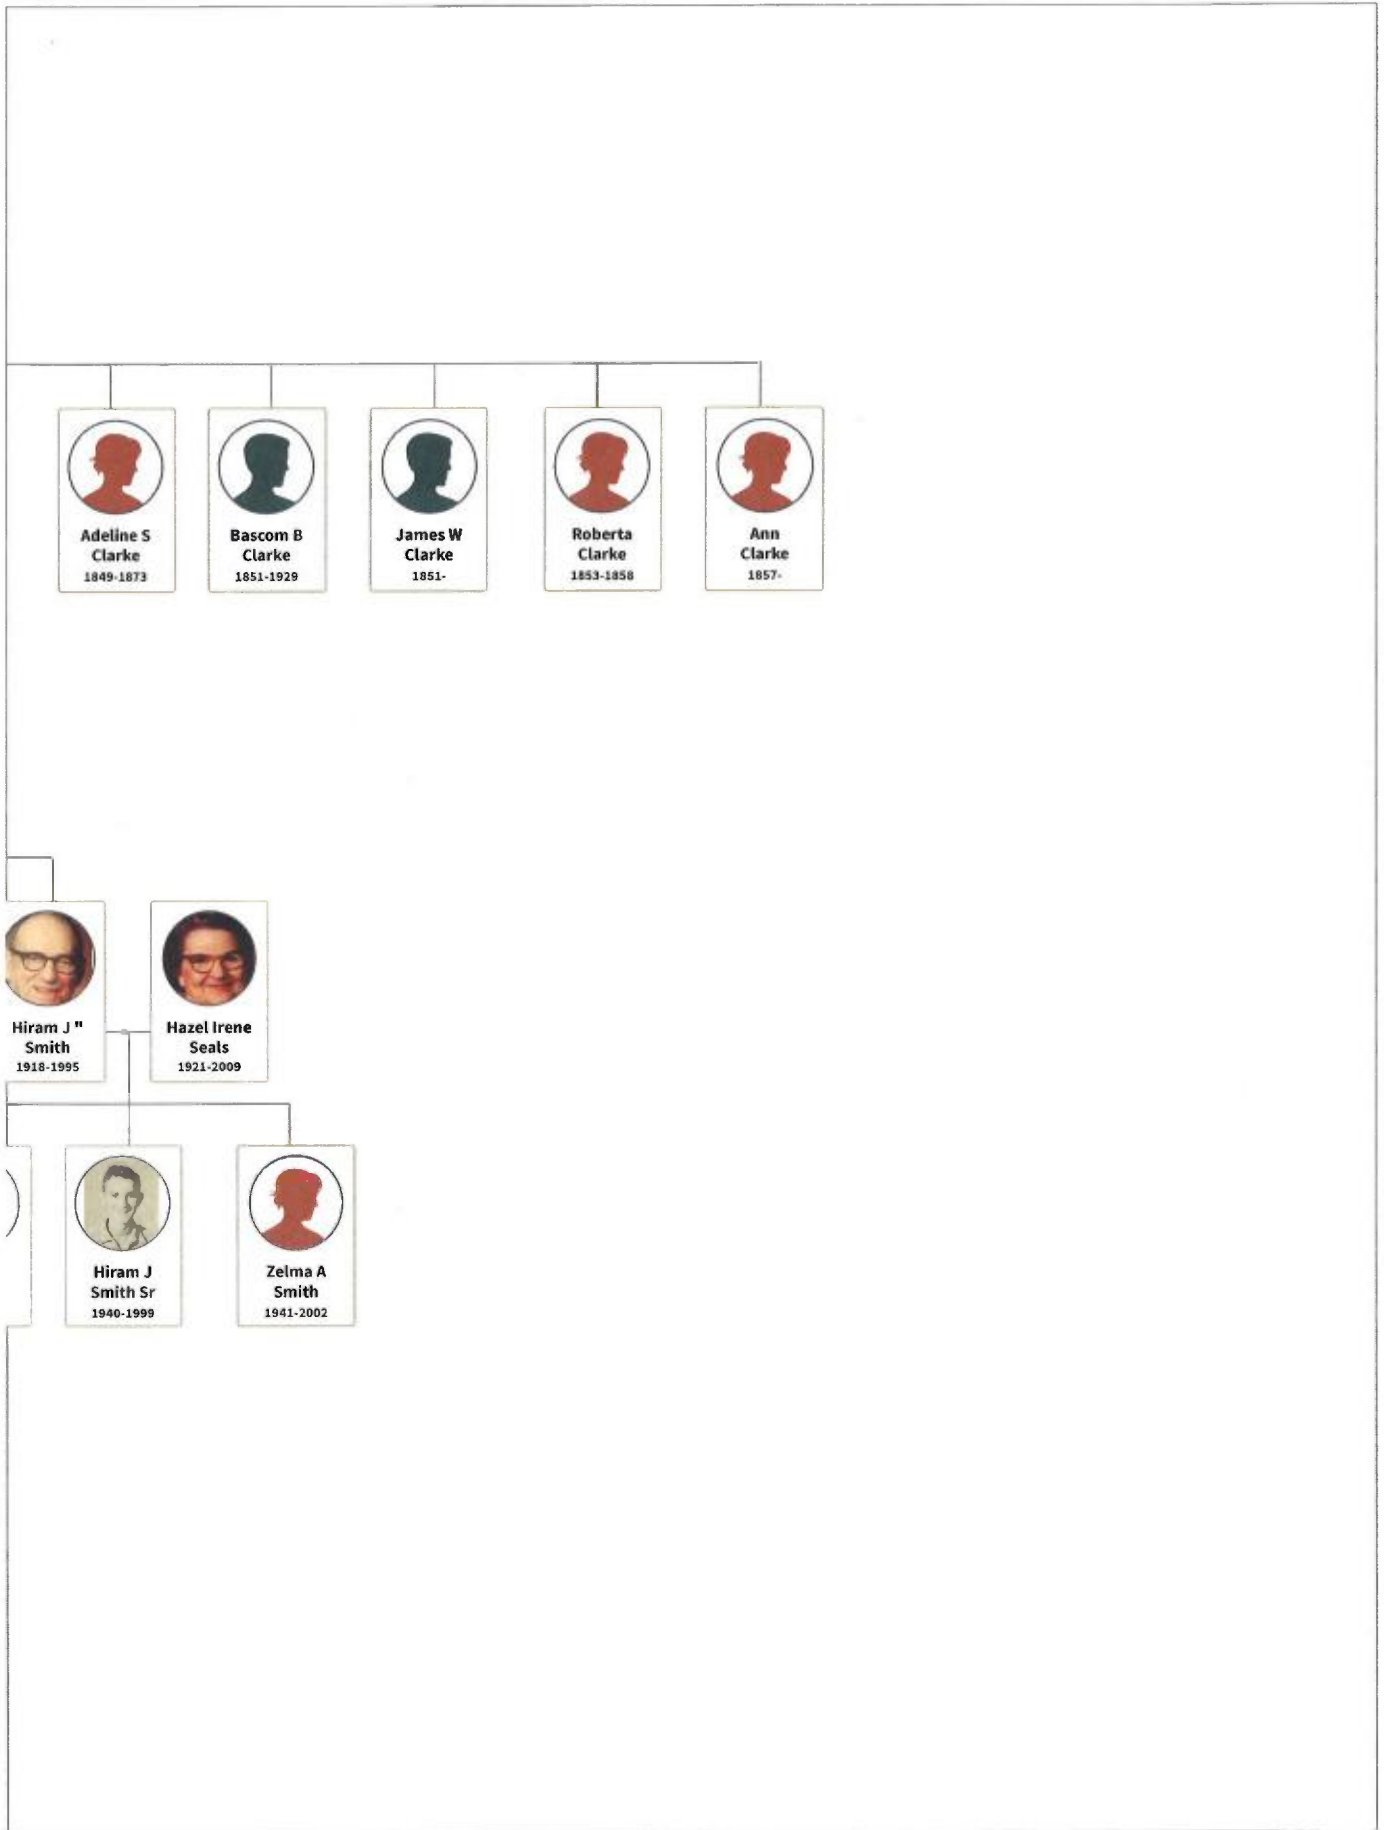 Adeline S
Clarke
1849-1873
Bascom B
Clarke
1851-1929
James W
Clarke
1851-
Roberta
Clarke
1853-1858
Ann
Clarke
1857-
Hiram J "
Smith
1918-1995
Hazel Irene
Seals
1921-2009
Hiram J
Smith Sr
1940-1999
Zelma A
Smith
1941-2002